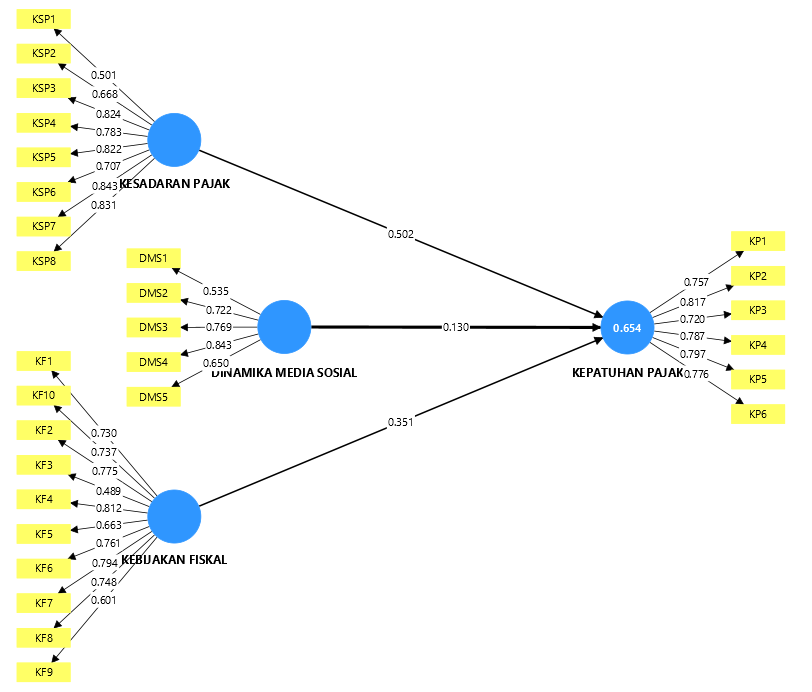 KSP1
KSP2
KSP3
KSP4
KSP5
KSP6
KSP7
KSP8
0.501
0.668
0.824
0.783
0.822
0.707
0.843
0.831
KESADARAN PAJAK
0.502
DMS1
DMS2
DMS3
DMS4
DMS5
0.535
0.722
0.769
0.843
0.650
DINAMIKA MEDIA SOSIAL
0.130
KF1
KF10
KF2
KF3
KF4
KF5
KF6
KF7
KF8
KF9
0.730
0.737
0.775
0.489
0.812
0.663
0.761
0.794
0.748
0.601
KEBIJAKAN FISKAL
0.351
0.654
KEPATUHAN PAJAK
0.757
0.817
0.720
0.787
0.797
0.776
KP1
KP2
KP3
KP4
KP5
KP6